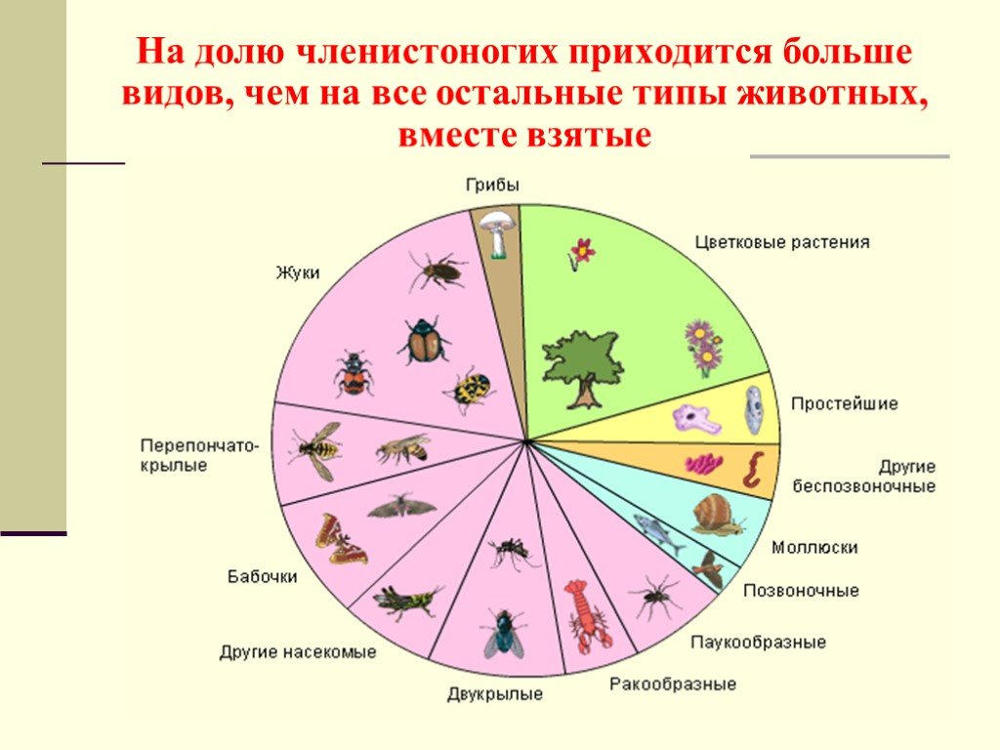 На долю членистоногих приходится больше
видов, чем на все остальные типы животных,
вместе взятые
Грибы
Цветковые растения
Жуки
Простейшие
Перепончато-
крылые
Другие
беспозвоночные
Моллюски
Бабочки
Позвоночные
Паукообразные
Другие насекомые
Ракообразные
Двукрылые